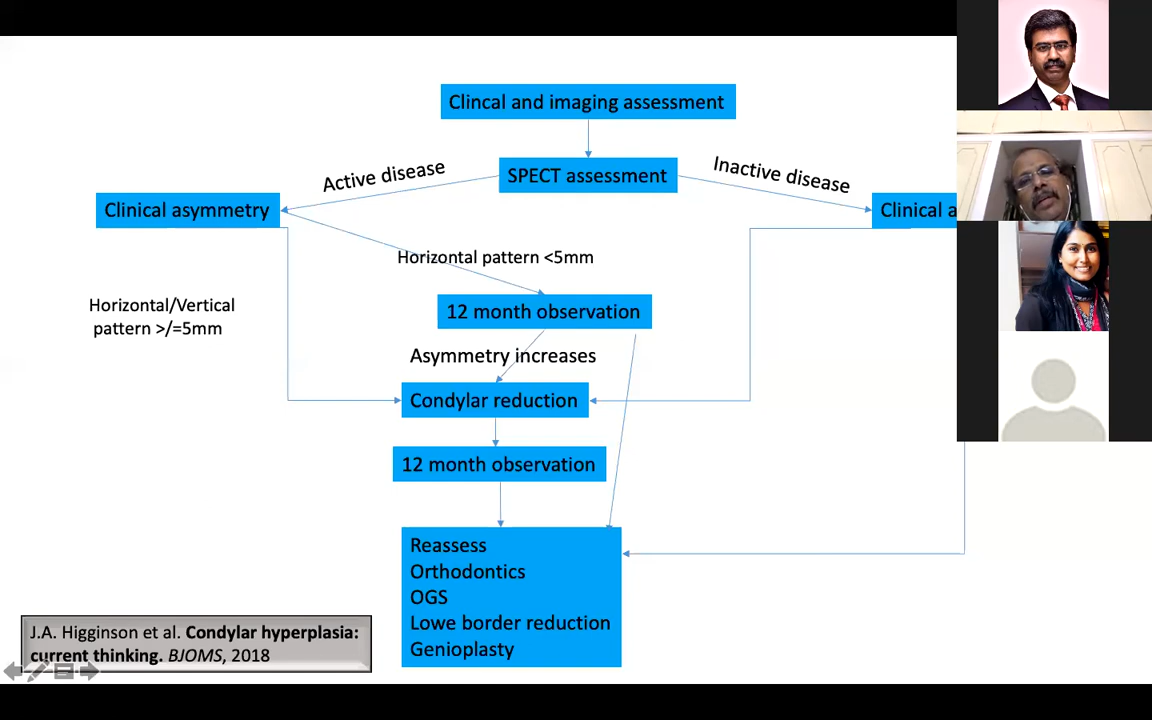 Clincal and imaging assessment
SPECT assessment
Active disease
Inactive disease
Clinical asymmetry
Clinical
Horizontal pattern <5mm
Horizontal/Vertical
pattern >/=5mm
12 month observation
Asymmetry increases
Condylar reduction
12 month observation
Reassess
Orthodontics
OGS
Lowe border reduction
Genioplasty
J.A. Higginson et al. Condylar hyperplasia:
current thinking. BJOMS, 2018